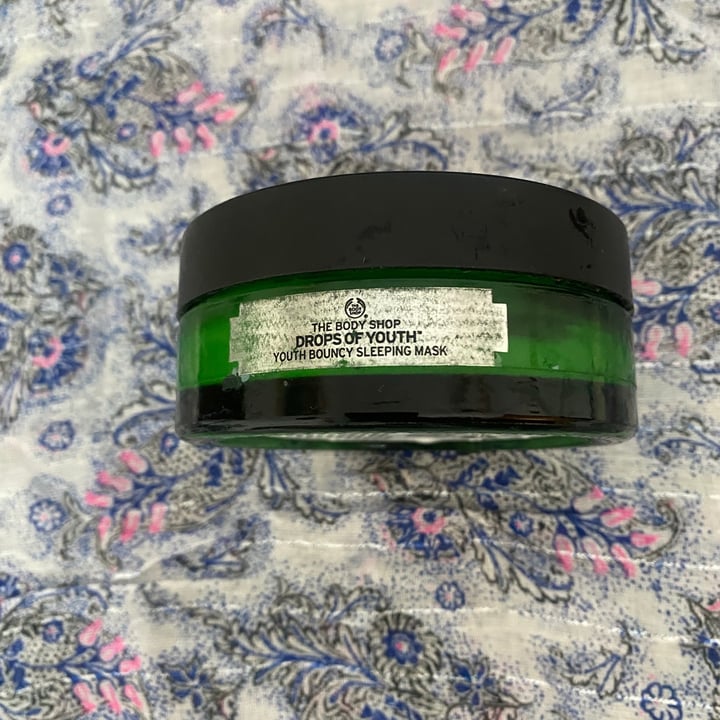 THE BODY SHOP
DROPS OF YOUTH™
YOUTH BOUNCY SLEEPING MASK